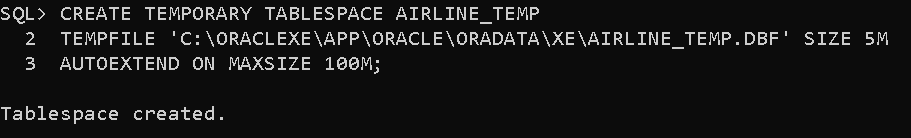 SQL> CREATE TEMPORARY TABLESPACE AIRLINE_TEMP
  2  TEMPFILE 'C:\ORACLEXE\APP\ORACLE\ORADATA\XE\AIRLINE_TEMP.DBF' SIZE 5M
  3  AUTOEXTEND ON MAXSIZE 100M;

Tablespace created.